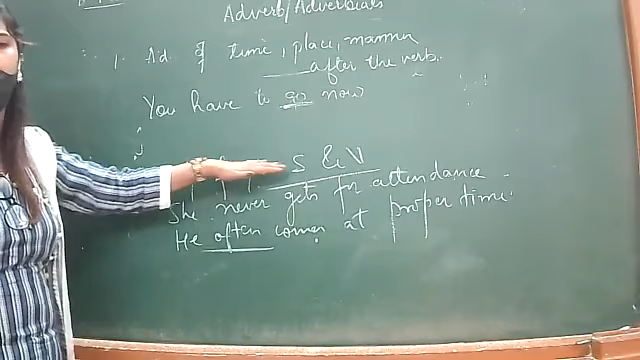 Adverb/Adverbials
1. Ad of time, place, manner
after the verb.
You have to go now
S & V
She never gets for attendance.
He often comes at proper time.